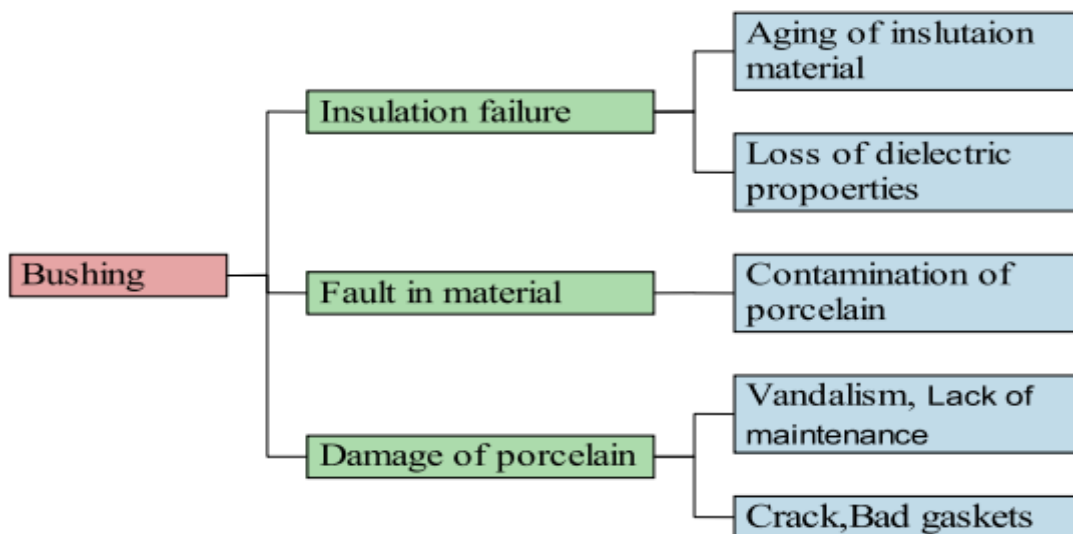 Aging of inslutaion
material
Insulation failure
Loss of dielectric
propoerties
Bushing
Fault in material
Contamination of
porcelain
Vandalism, Lack of
maintenance
Damage of porcelain
Crack,Bad gaskets